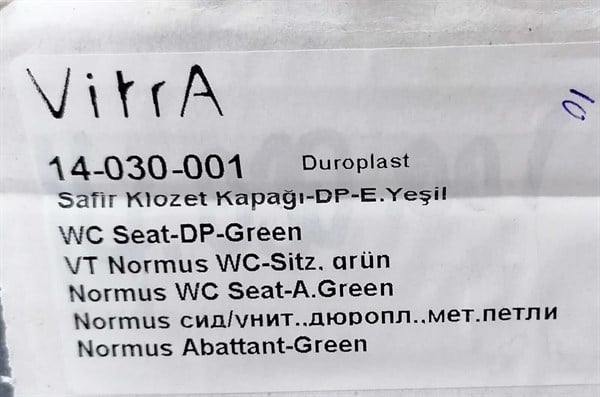 VitrA
14-030-001 Duroplast
Safir Klozet Kapağı-DP-E.Yeşil
WC Seat-DP-Green
VT Normus WC-Sitz, grün
Normus WC Seat-A.Green
Normus сид/унит.,дюропл.,мет.петли
Normus Abattant-Green